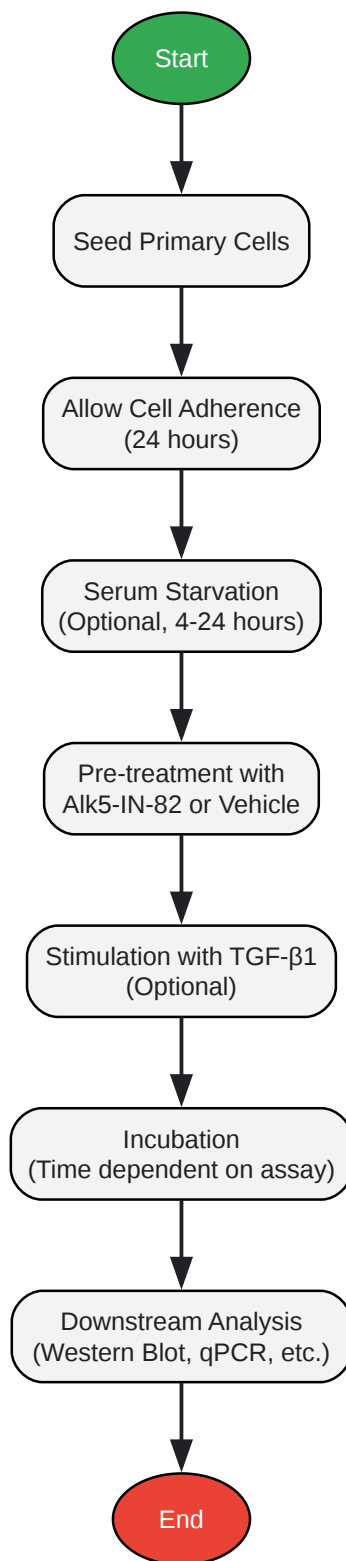 Start
Seed Primary Cells
Allow Cell Adherence
(24 hours)
Serum Starvation
(Optional, 4-24 hours)
Pre-treatment with
Alk5-IN-82 or Vehicle
Stimulation with TGF-β1
(Optional)
Incubation
(Time dependent on assay)
Downstream Analysis
(Western Blot, qPCR, etc.)
End